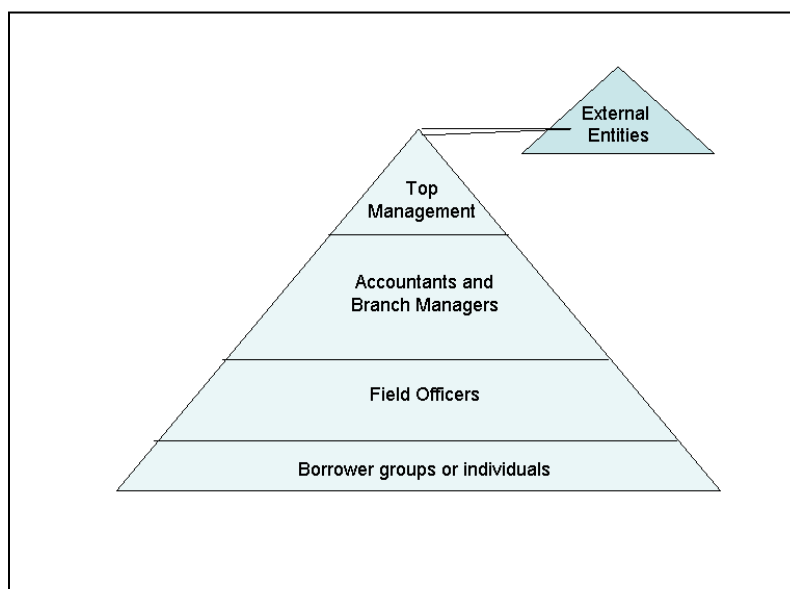 External
Entities
Top
Management
Accountants and
Branch Managers
Field Officers
Borrower groups or individuals